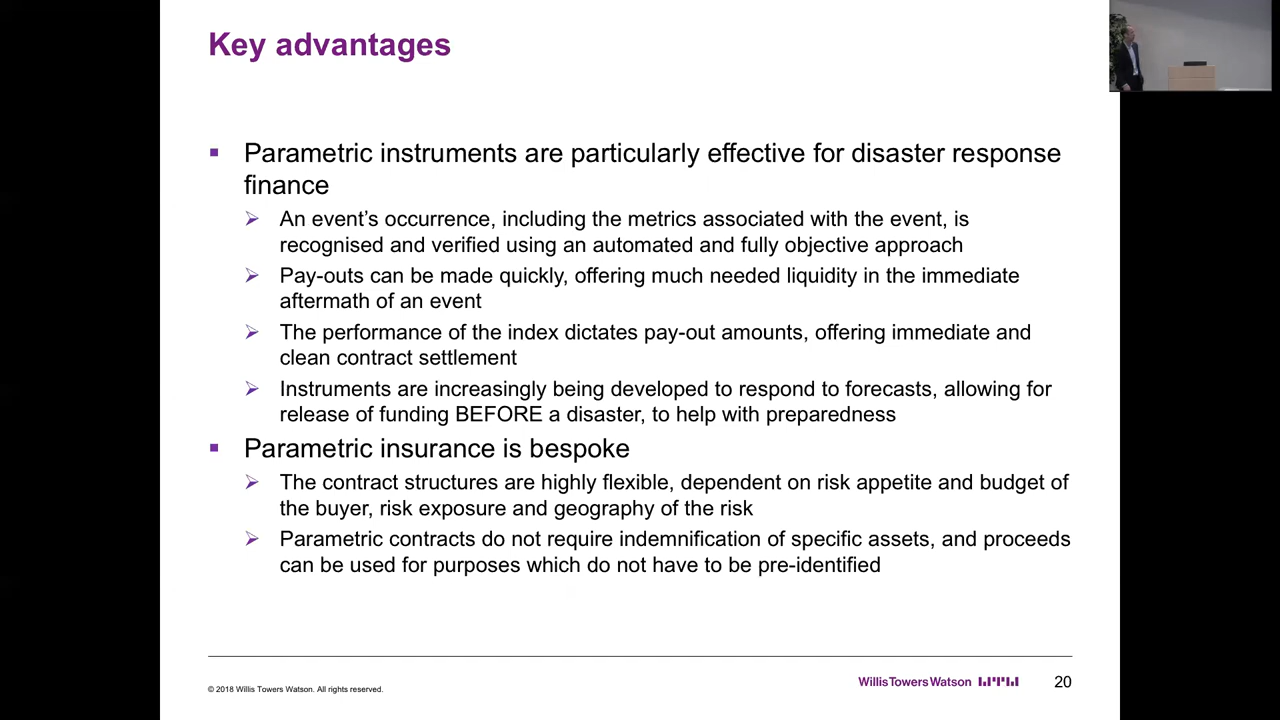 Key advantages
Parametric instruments are particularly effective for disaster response
finance
An event's occurrence, including the metrics associated with the event, is
recognised and verified using an automated and fully objective approach
Pay-outs can be made quickly, offering much needed liquidity in the immediate
aftermath of an event
The performance of the index dictates pay-out amounts, offering immediate and
clean contract settlement
Instruments are increasingly being developed to respond to forecasts, allowing for
release of funding BEFORE a disaster, to help with preparedness
Parametric insurance is bespoke
The contract structures are highly flexible, dependent on risk appetite and budget of
the buyer, risk exposure and geography of the risk
Parametric contracts do not require indemnification of specific assets, and proceeds
can be used for purposes which do not have to be pre-identified
© 2018 Willis Towers Watson. All rights reserved.
WillisTowersWatson
20